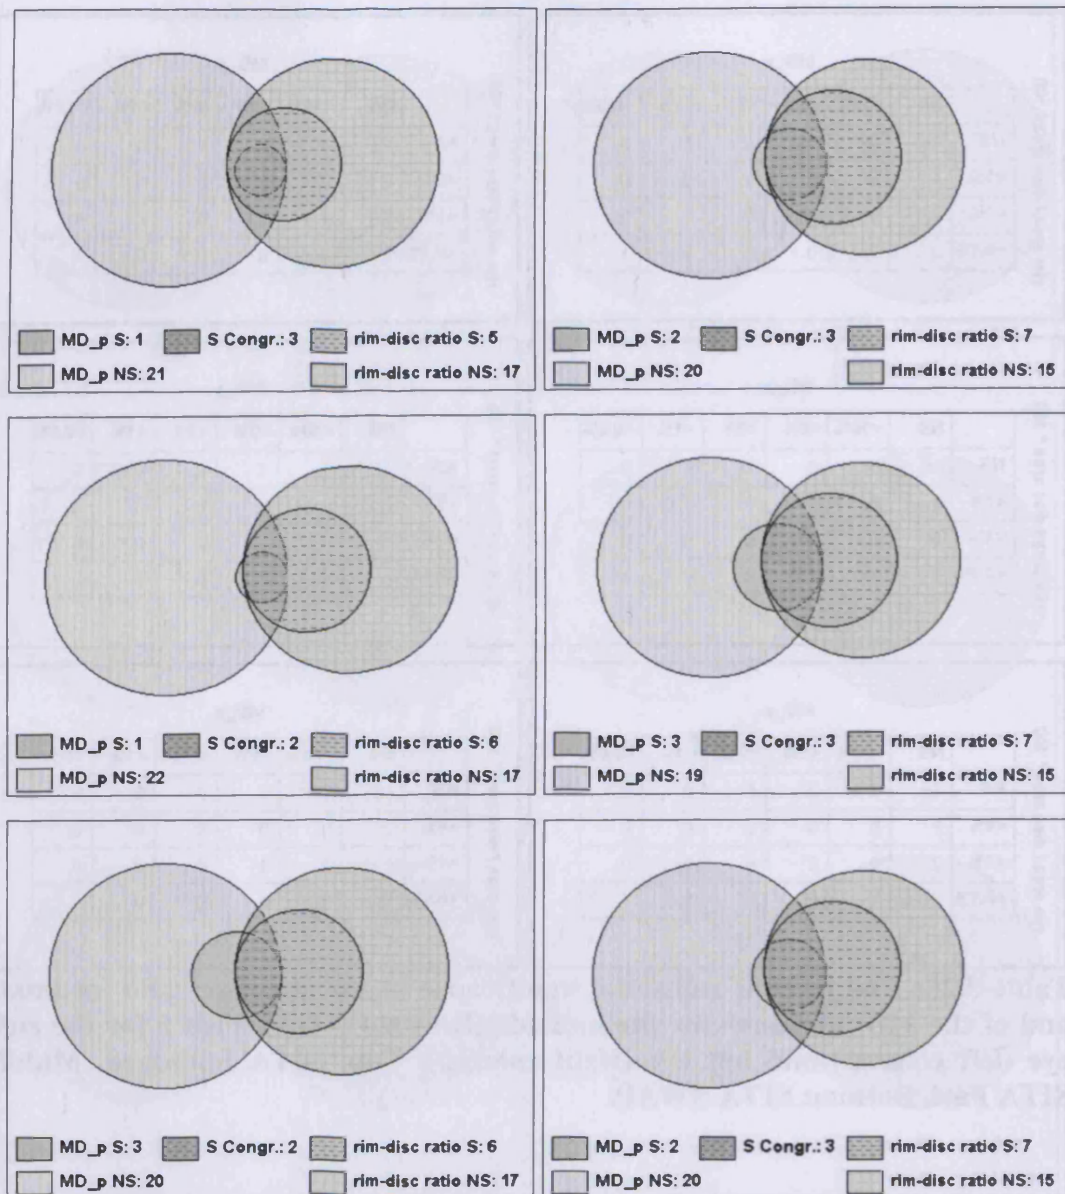 MD_p S: 1 S Congr.: 3 rim-disc ratio S: 5
MD_p NS: 21 rim-disc ratio NS: 17
MD_p S: 2 S Congr.: 3 rim-disc ratio S: 7
MD_p NS: 20 rim-disc ratio NS: 15
MD_p S: 1 S Congr.: 2 rim-disc ratio S: 6
MD_p NS: 22 rim-disc ratio NS: 17
MD_p S: 3 S Congr.: 3 rim-disc ratio S: 7
MD_p NS: 19 rim-disc ratio NS: 15
MD_p S: 3 S Congr.: 2 rim-disc ratio S: 6
MD_p NS: 20 rim-disc ratio NS: 17
MD_p S: 2 S Congr.: 3 rim-disc ratio S: 7
MD_p NS: 20 rim-disc ratio NS: 15